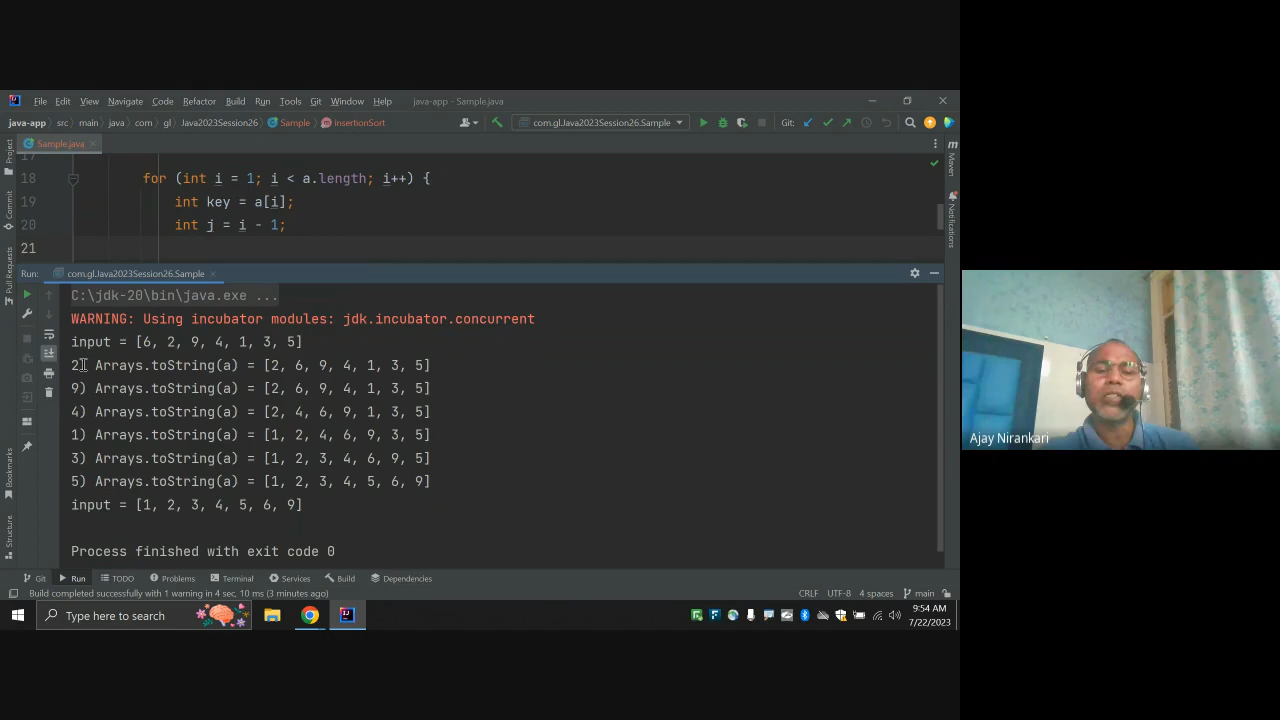 File Edit View Navigate Code Refactor Build Run Tools Git Window Help java-app - Sample.java
java-app src main java com gl Java2023Session26 Sample InsertionSort com.gl.Java2023Session26.Sample Git:
Sample.java
Project
Commit
Pull Requests
Bookmarks
Structure
Maven
Notifications
17
18 for (int i = 1; i < a.length; i++) {
19 int key = a[i];
20 int j = i - 1;
21
Run: com.gl.Java2023Session26.Sample
C:\jdk-20\bin\java.exe ...
WARNING: Using incubator modules: jdk.incubator.concurrent
input = [6, 2, 9, 4, 1, 3, 5]
2) Arrays.toString(a) = [2, 6, 9, 4, 1, 3, 5]
9) Arrays.toString(a) = [2, 6, 9, 4, 1, 3, 5]
4) Arrays.toString(a) = [2, 4, 6, 9, 1, 3, 5]
1) Arrays.toString(a) = [1, 2, 4, 6, 9, 3, 5]
3) Arrays.toString(a) = [1, 2, 3, 4, 6, 9, 5]
5) Arrays.toString(a) = [1, 2, 3, 4, 5, 6, 9]
input = [1, 2, 3, 4, 5, 6, 9]
Process finished with exit code 0
Ajay Nirankari
Git Run TODO Problems Terminal Services Build Dependencies
Build completed successfully with 1 warning in 4 sec, 10 ms (3 minutes ago) CRLF UTF-8 4 spaces main
Type here to search
9:54 AM
7/22/2023